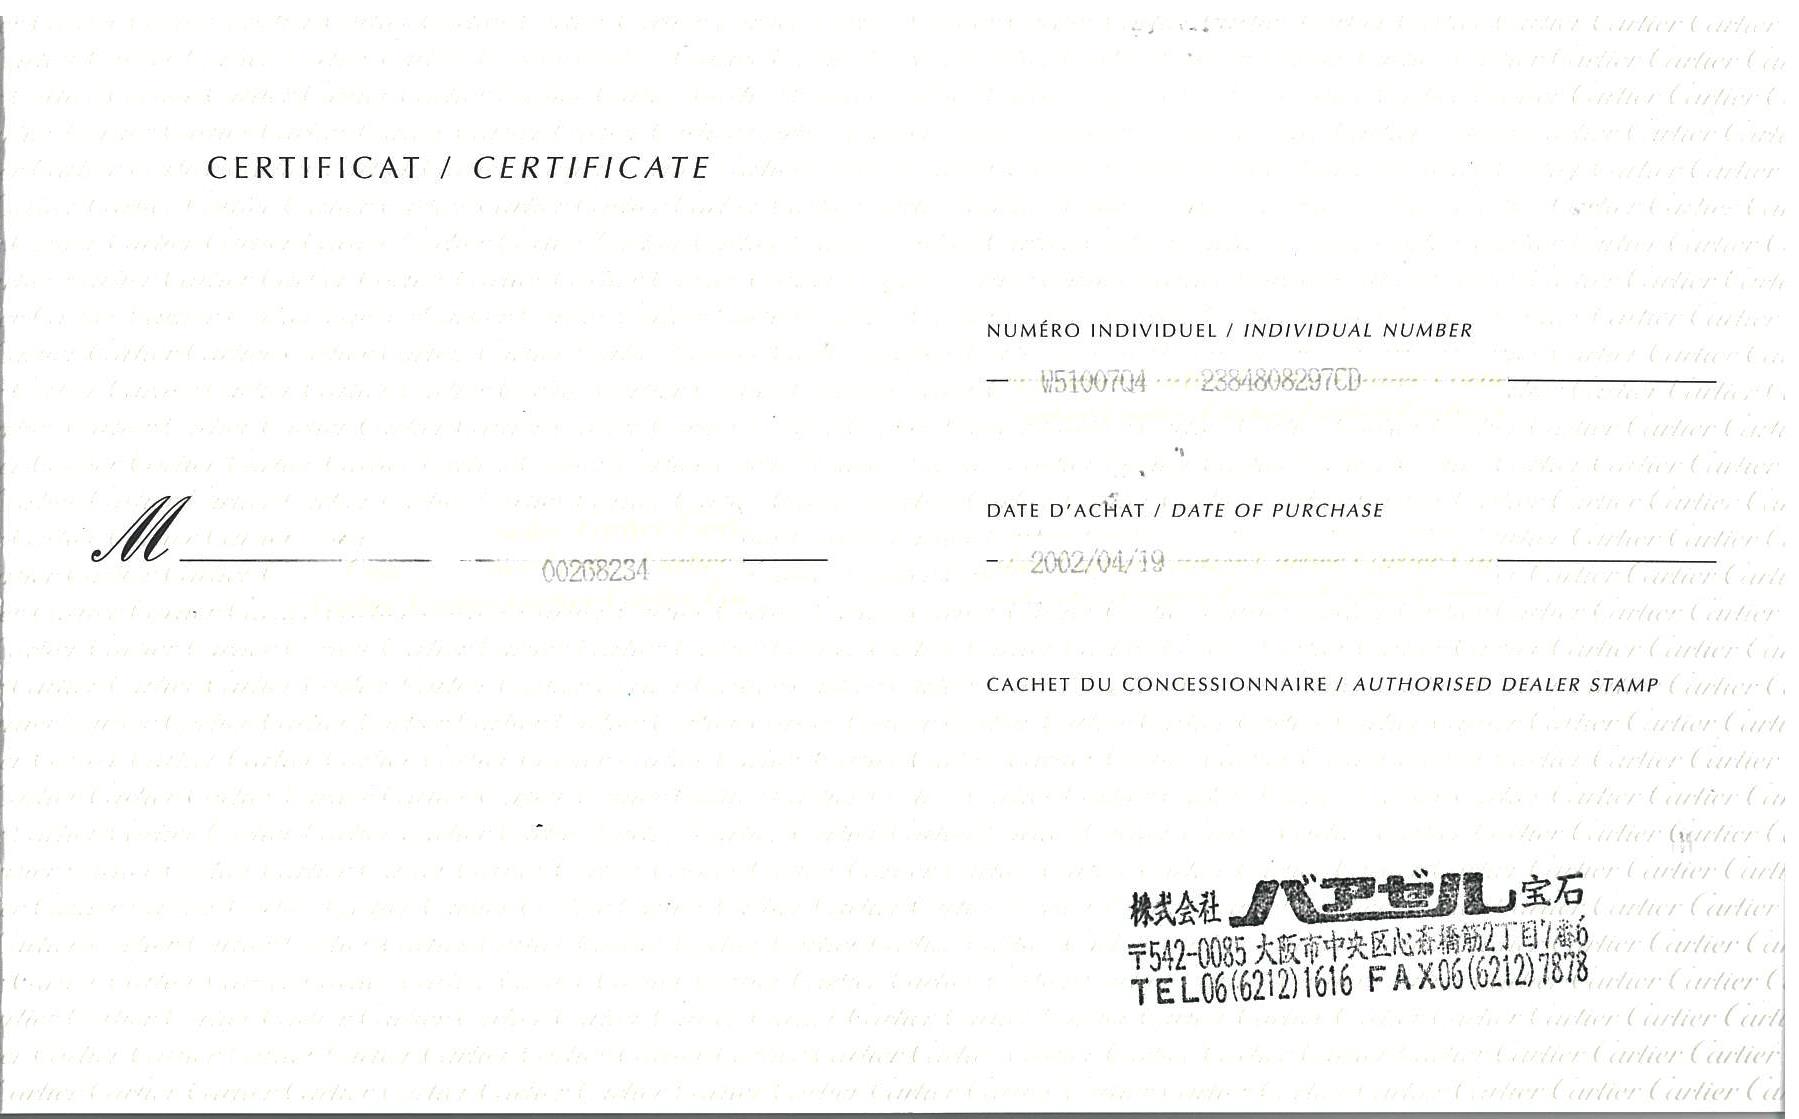 CERTIFICAT / CERTIFICATE
NUMÉRO INDIVIDUEL / INDIVIDUAL NUMBER
W51007Q4 2384808297CD
DATE D'ACHAT / DATE OF PURCHASE
M 00268234
2002/04/19
CACHET DU CONCESSIONNAIRE / AUTHORISED DEALER STAMP
株式会社 バアゼル宝石
〒542-0085 大阪市中央区心斎橋筋2丁目7番6
TEL06(6212)1616 FAX06(6212)7878